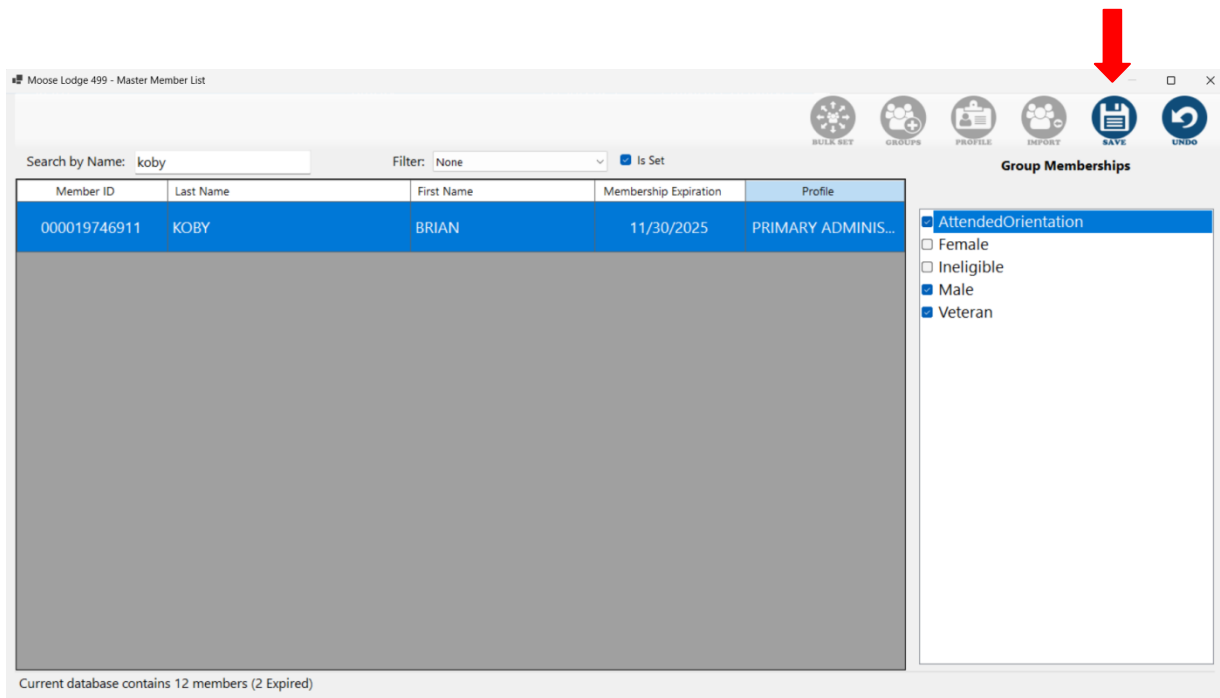 Moose Lodge 499 - Master Member List
BULK SET GROUPS PROFILE IMPORT SAVE UNDO
Search by Name: koby Filter: None Is Set
Group Memberships
Member ID Last Name First Name Membership Expiration Profile
000019746911 KOBY BRIAN 11/30/2025 PRIMARY ADMINIS...
AttendedOrientation
Female
Ineligible
Male
Veteran
Current database contains 12 members (2 Expired)